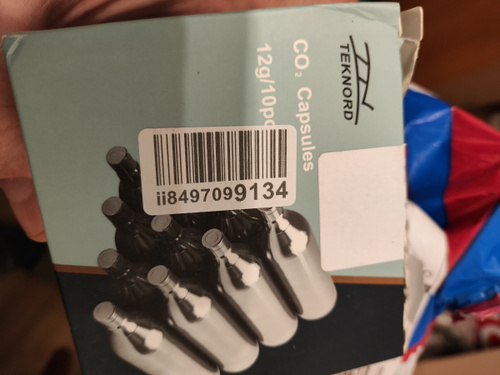 TEKNORD
CO₂ Capsules
12g/10pc
ii8497099134